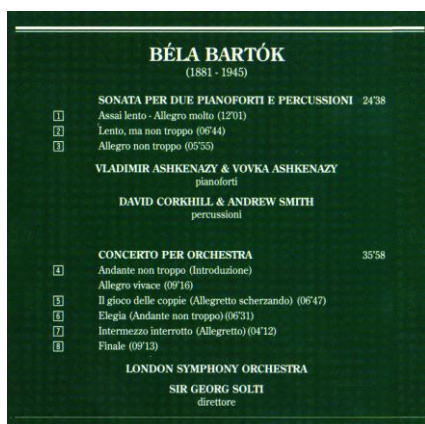 BÉLA BARTÓK
(1881 - 1945)
SONATA PER DUE PIANOFORTI E PERCUSSIONI 24'38
1 Assai lento - Allegro molto (12'01)
2 Lento, ma non troppo (06'44)
3 Allegro non troppo (05'55)
VLADIMIR ASHKENAZY & VOVKA ASHKENAZY
pianoforti
DAVID CORKHILL & ANDREW SMITH
percussioni
CONCERTO PER ORCHESTRA 35'58
4 Andante non troppo (Introduzione)
Allegro vivace (09'16)
5 Il gioco delle coppie (Allegretto scherzando) (06'47)
6 Elegia (Andante non troppo) (06'31)
7 Intermezzo interrotto (Allegretto) (04'12)
8 Finale (09'13)
LONDON SYMPHONY ORCHESTRA
SIR GEORG SOLTI
direttore